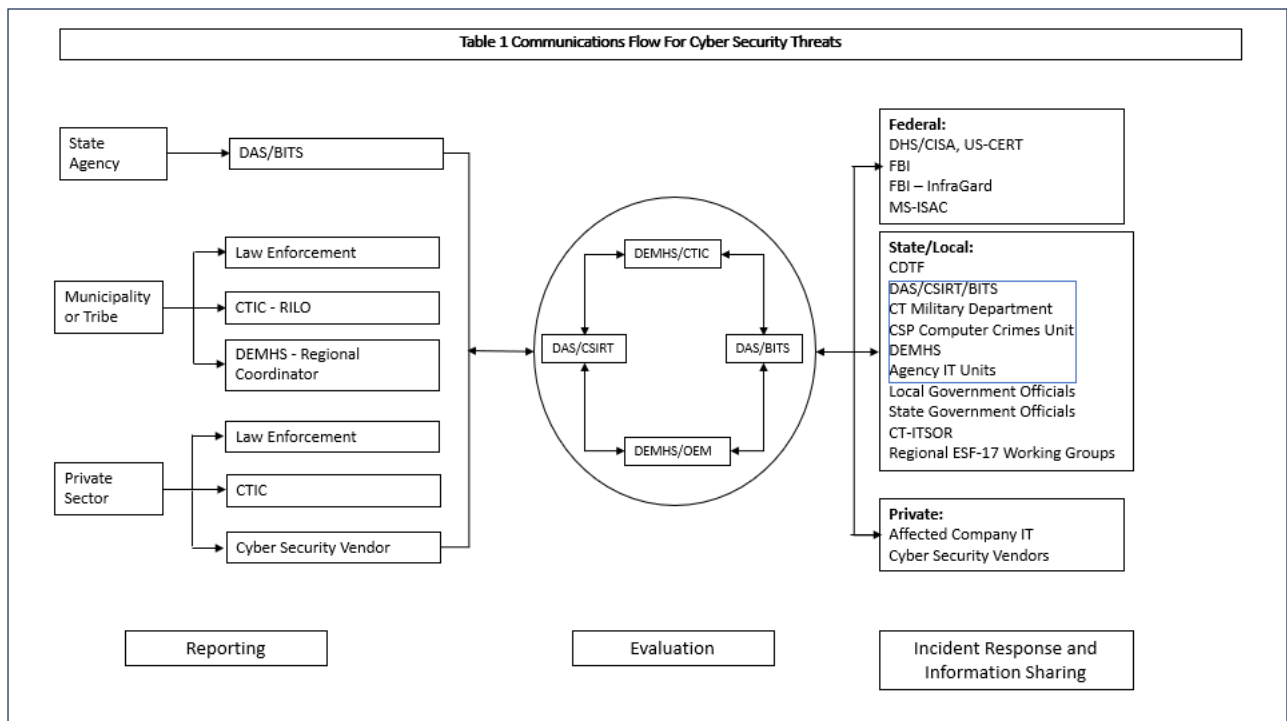 Table 1 Communications Flow For Cyber Security Threats
State
Agency
DAS/BITS
Municipality
or Tribe
Law Enforcement
CTIC - RILO
DEMHS - Regional
Coordinator
Private
Sector
Law Enforcement
CTIC
Cyber Security Vendor
DEMHS/CTIC
DAS/CSIRT
DAS/BITS
DEMHS/OEM
Federal:
DHS/CISA, US-CERT
FBI
FBI – InfraGard
MS-ISAC
State/Local:
CDTF
DAS/CSIRT/BITS
CT Military Department
CSP Computer Crimes Unit
DEMHS
Agency IT Units
Local Government Officials
State Government Officials
CT-ITSOR
Regional ESF-17 Working Groups
Private:
Affected Company IT
Cyber Security Vendors
Reporting
Evaluation
Incident Response and
Information Sharing